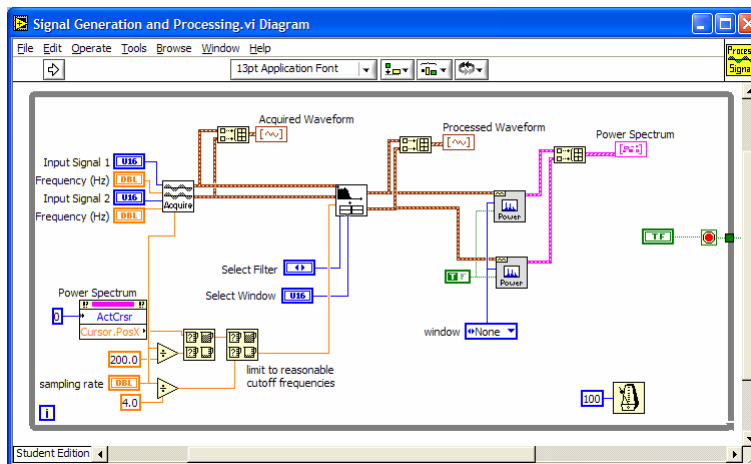 Signal Generation and Processing.vi Diagram
File Edit Operate Tools Browse Window Help
13pt Application Font
Proces
Signa
Acquired Waveform
Processed Waveform
Power Spectrum
Input Signal 1 U16
Frequency (Hz) DBL
Input Signal 2 U16
Frequency (Hz) DBL
Acquire
Power
TF
Select Filter
TF
Power
Select Window U16
Power Spectrum
0 ActCrsr
Cursor.PosX
window None
200.0
limit to reasonable
cutoff frequencies
sampling rate DBL
4.0
100
i
Student Edition